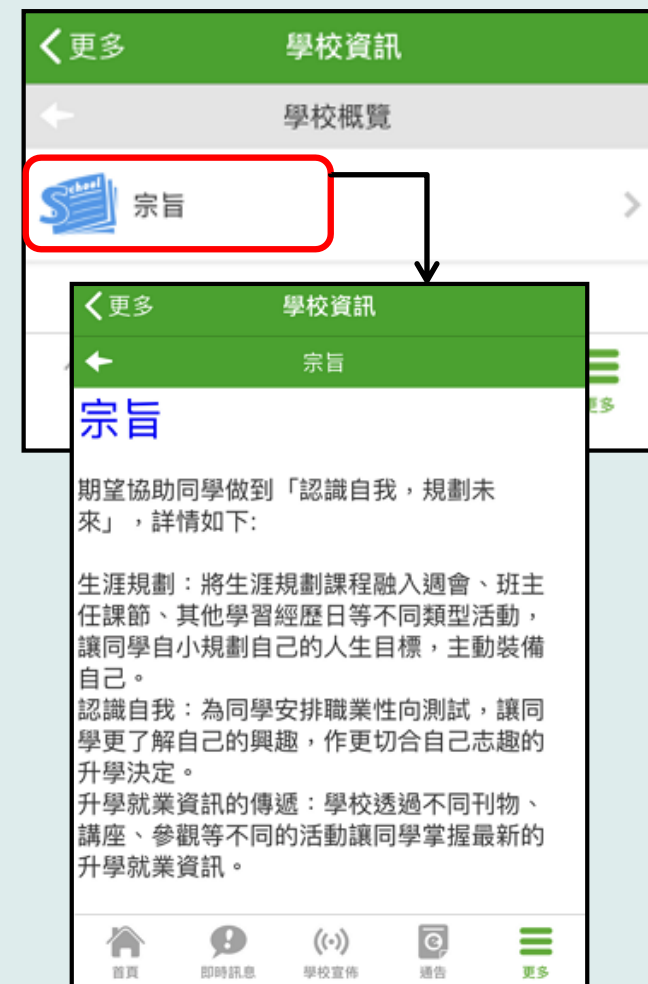 更多 學校資訊
學校概覽
School 宗旨
更多 學校資訊
宗旨
更多
宗旨
期望協助同學做到「認識自我，規劃未
來」，詳情如下:
生涯規劃：將生涯規劃課程融入週會、班主
任課節、其他學習經歷日等不同類型活動，
讓同學自小規劃自己的人生目標，主動裝備
自己。
認識自我：為同學安排職業性向測試，讓同
學更了解自己的興趣，作更切合自己志趣的
升學決定。
升學就業資訊的傳遞：學校透過不同刊物、
講座、參觀等不同的活動讓同學掌握最新的
升學就業資訊。
首頁 即時訊息 學校宣佈 通告 更多